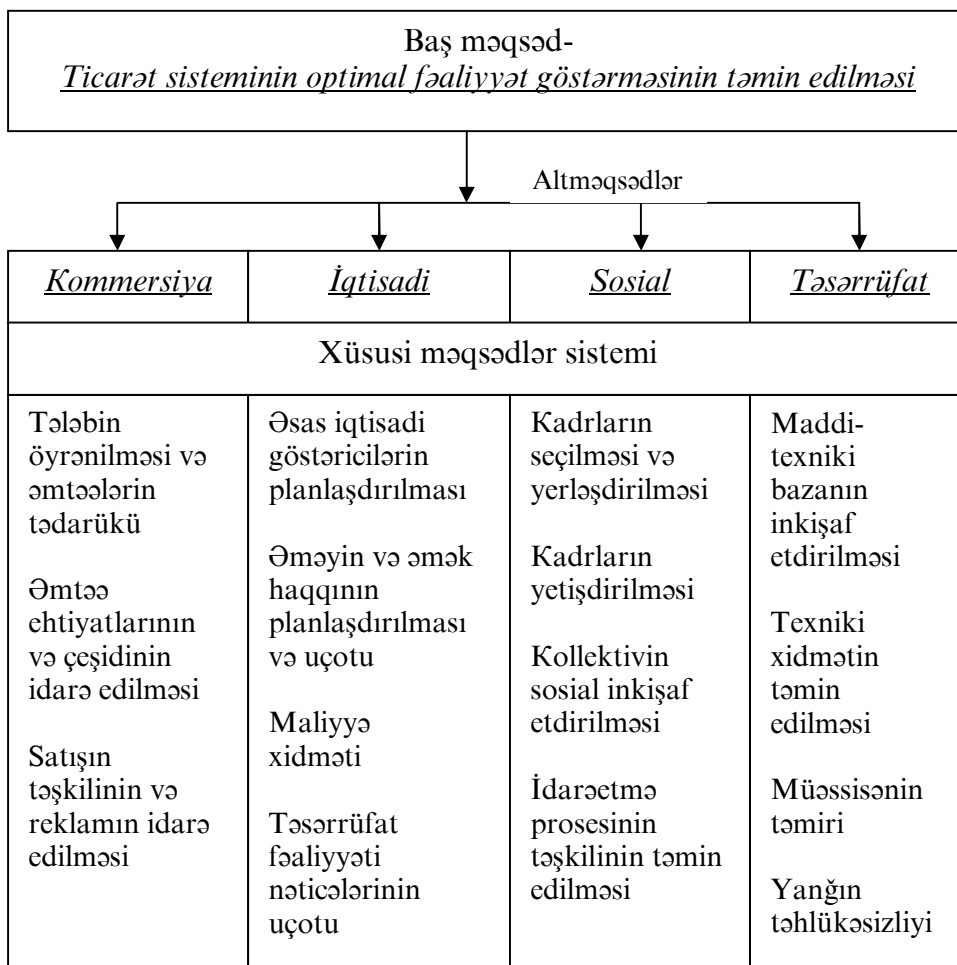 Baş məqsəd-
Ticarət sisteminin optimal fəaliyyət göstərməsinin təmin edilməsi
Altməqsədlər
Kommersiya
İqtisadi
Sosial
Təsərrüfat
Xüsusi məqsədlər sistemi
Tələbin
öyrənilməsi və
əmtəələrin
tədarükü
Əmtəə
ehtiyatlarının
və çeşidinin
idarə edilməsi
Satışın
təşkilinin və
reklamın idarə
edilməsi
Əsas iqtisadi
göstəricilərin
planlaşdırılması
Əməyin və əmək
haqqının
planlaşdırılması
və uçotu
Maliyyə
xidməti
Təsərrüfat
fəaliyyəti
nəticələrinin
uçotu
Kadrların
seçilməsi və
yerləşdirilməsi
Kadrların
yetişdirilməsi
Kollektivin
sosial inkişaf
etdirilməsi
İdarəetmə
prosesinin
təşkilinin təmin
edilməsi
Maddi-
texniki
bazanın
inkişaf
etdirilməsi
Texniki
xidmətin
təmin
edilməsi
Müəssisənin
təmiri
Yanğın
təhlükəsizliyi